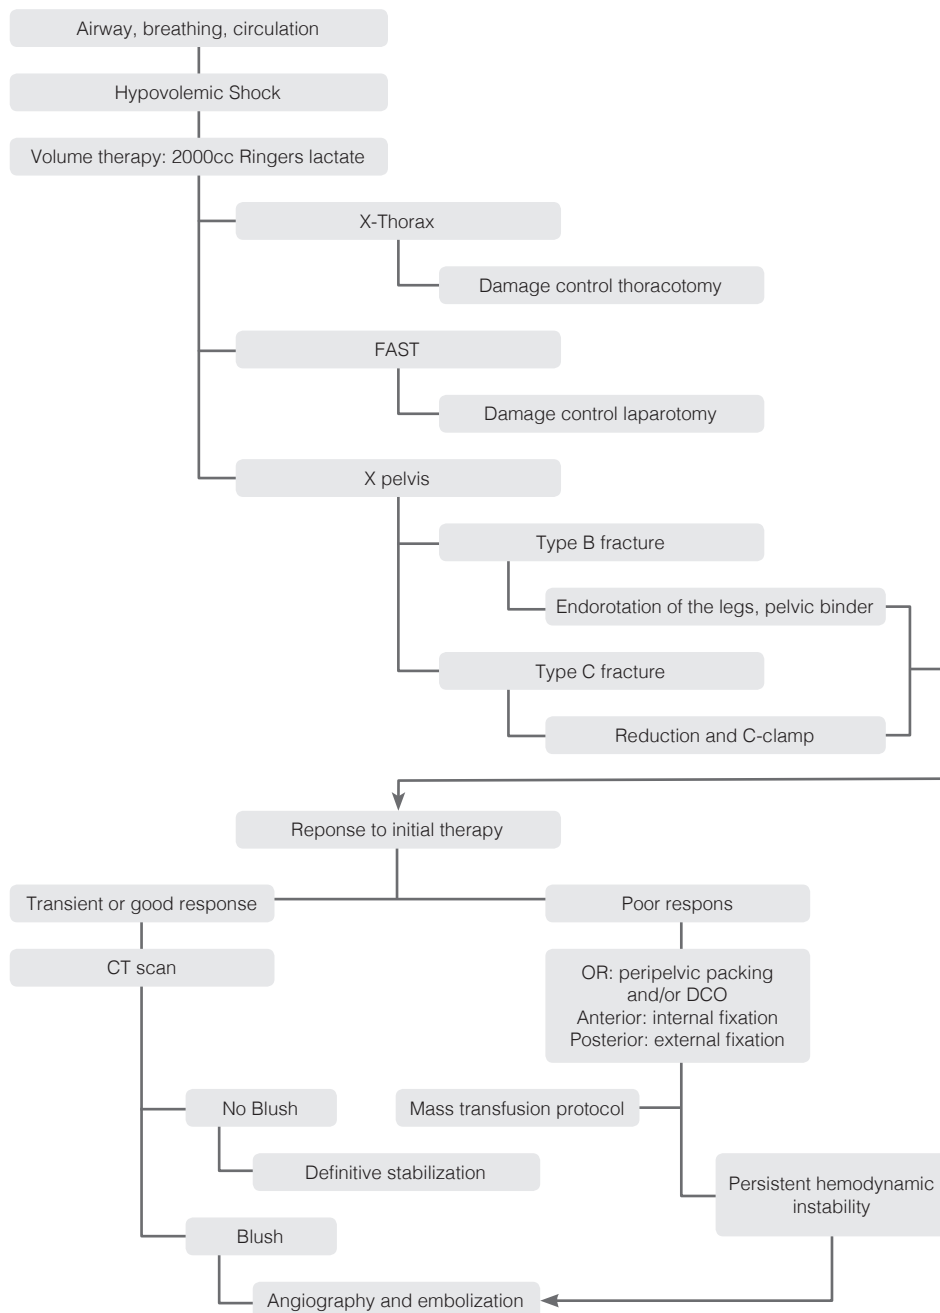 Airway, breathing, circulation
Hypovolemic Shock
Volume therapy: 2000cc Ringers lactate
X-Thorax
Damage control thoracotomy
FAST
Damage control laparotomy
X pelvis
Type B fracture
Endorotation of the legs, pelvic binder
Type C fracture
Reduction and C-clamp
Reponse to initial therapy
Transient or good response
Poor respons
CT scan
OR: peripelvic packing
and/or DCO
Anterior: internal fixation
Posterior: external fixation
No Blush
Mass transfusion protocol
Definitive stabilization
Persistent hemodynamic
instability
Blush
Angiography and embolization